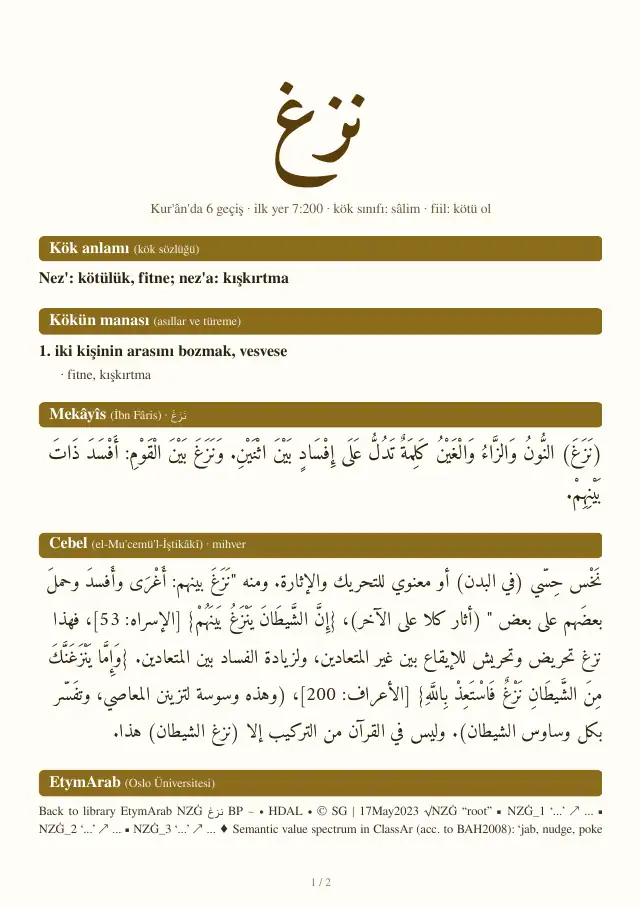 نزغ
Kur'ân'da 6 geçiş · ilk yer 7:200 · kök sınıfı: sâlim · fiil: kötü ol
Kök anlamı (kök sözlüğü)
Nez': kötülük, fitne; nez'a: kışkırtma
Kökün manası (asıllar ve türeme)
1. iki kişinin arasını bozmak, vesvese
· fitne, kışkırtma
Mekâyîs (İbn Fâris) · نَزَغَ
(نَزَغَ) النُّونُ وَالزَّاءُ وَالْغَيْنُ كَلِمَةٌ تَدُلُّ عَلَى إِفْسَادٍ بَيْنَ اثْنَيْنِ. وَنَزَغَ بَيْنَ الْقَوْمِ: أَفْسَدَ ذَاتَ
بَيْنِهِمْ.
Cebel (el-Mu'cemü'l-İştikâkî) · mihver
نَخْس حِسّي (في البدن) أو معنوي للتحريك والإثارة. ومنه "نَزَغَ بينهم: أَغْرَى وأَفسدَ وحملَ
بعضَهم على بعض " (أثار كلا على الآخر)، {إِنَّ الشَّيطَانَ يَنْزَغُ بَينَهُمْ} [الإسراه: 53]، فهذا
نزغ تحريض وتحريش للإيقاع بين غير المتعادين، ولزيادة الفساد بين المتعادين. {وَإِمَّا يَنْزَغَنَّكَ
مِنَ الشَّيطَانِ نَزْغٌ فَاسْتَعِذْ بِاللَّهِ} [الأعراف: 200]، (وهذه وسوسة لتزيين المعاصي، وتفَسّر
بكل وساوس الشيطان). وليس في القرآن من التركيب إلا (نزغ الشيطان) هذا.
EtymArab (Oslo Üniversitesi)
Back to library EtymArab NZĠ نزغ BP – • HDAL • © SG | 17May2023 √NZĠ “root” ▪ NZĠ_1 ‘...’ ↗ ... ▪
NZĠ_2 ‘...’ ↗ ... ▪ NZĠ_3 ‘...’ ↗ ... ♦ Semantic value spectrum in ClassAr (acc. to BAH2008): ‘jab, nudge, poke
1 / 2